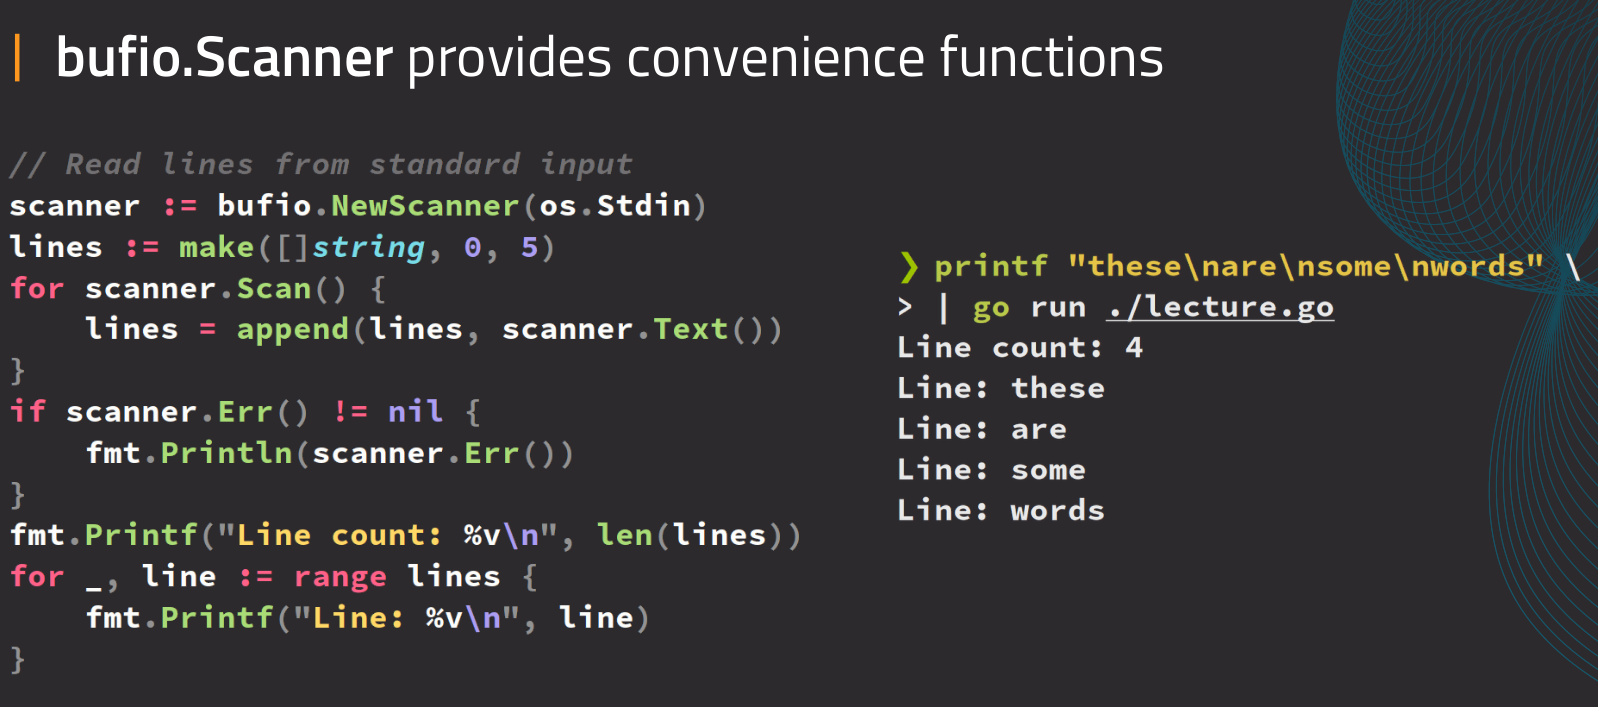 bufio.Scanner provides convenience functions
// Read lines from standard input
scanner := bufio.NewScanner(os.Stdin)
lines := make([]string, 0, 5)
for scanner.Scan() {
    lines = append(lines, scanner.Text())
}
if scanner.Err() != nil {
    fmt.Println(scanner.Err())
}
fmt.Printf("Line count: %v\n", len(lines))
for _, line := range lines {
    fmt.Printf("Line: %v\n", line)
}
❯ printf "these\nare\nsome\nwords" \
> | go run ./lecture.go
Line count: 4
Line: these
Line: are
Line: some
Line: words